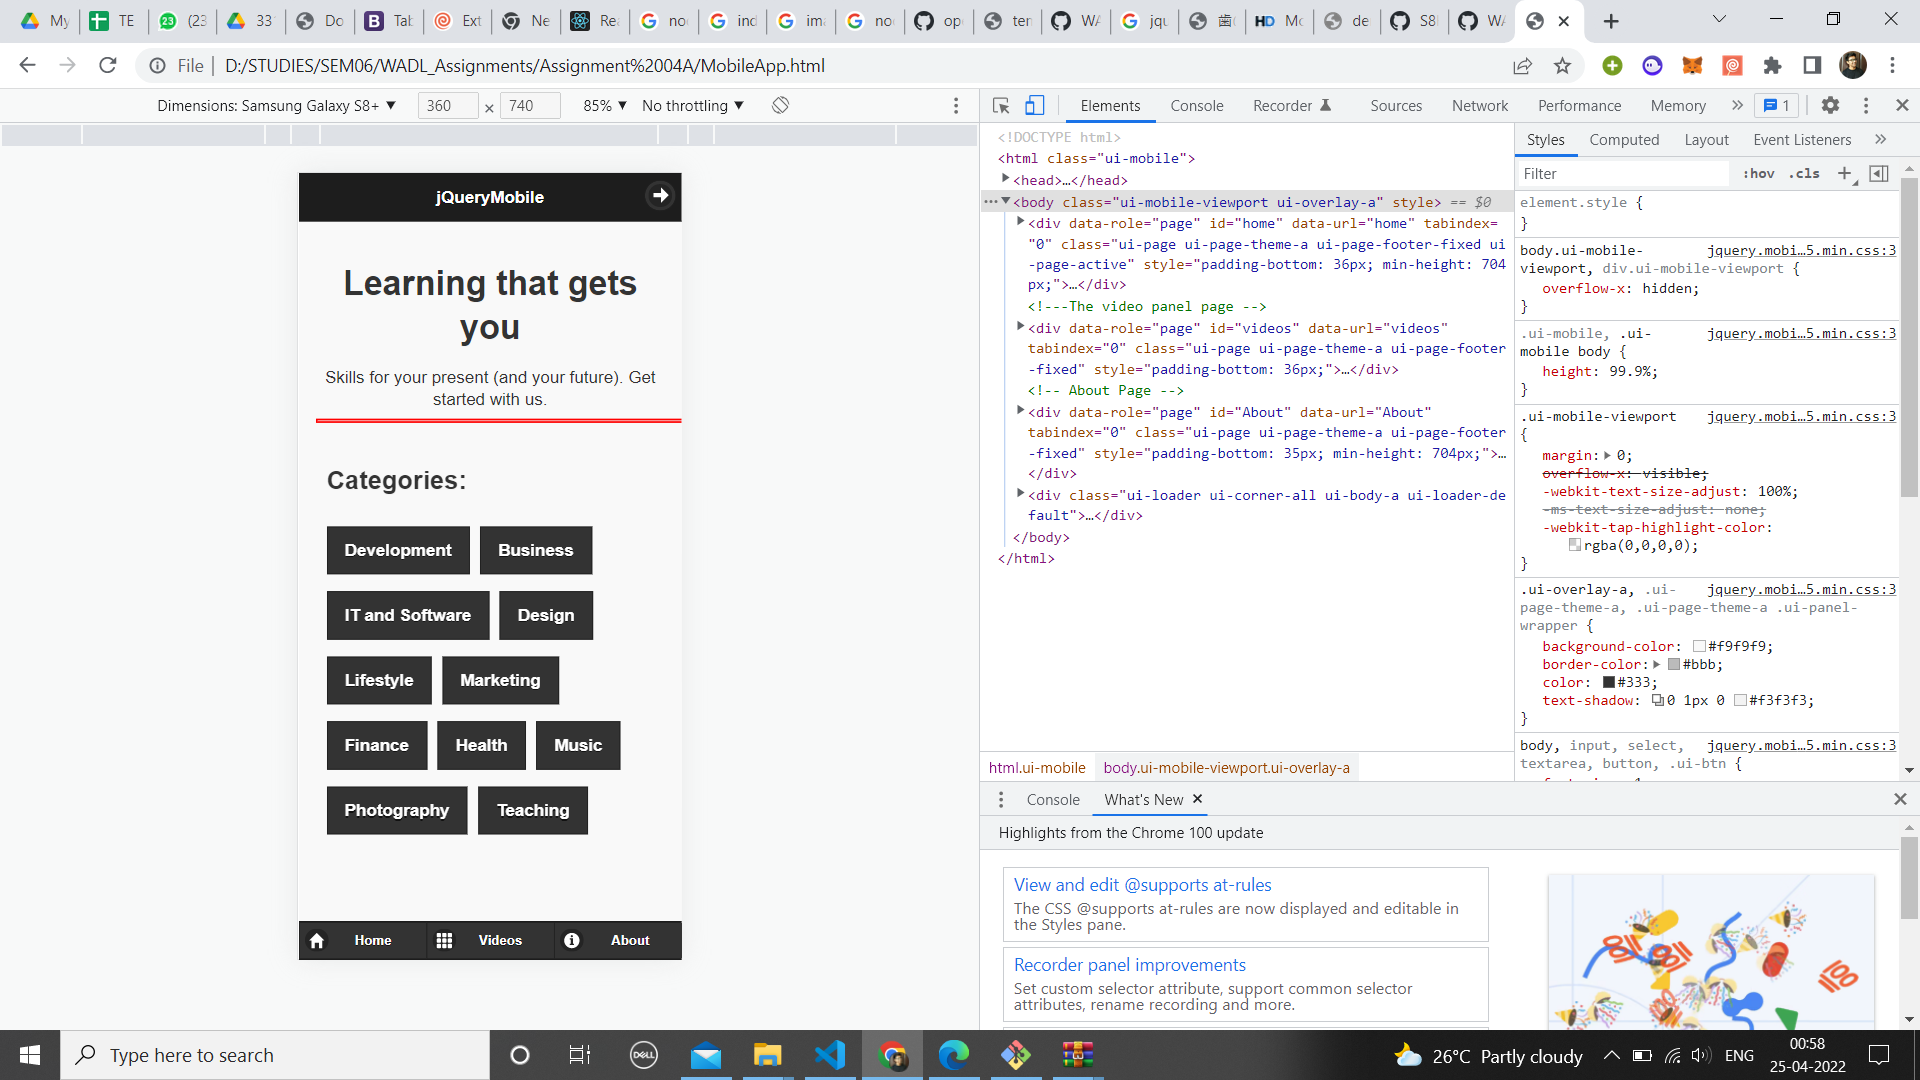 My
TE
(23
33
Do
Tab
Ext
Ne
Rea
noo
ind
ima
noo
ope
ten
WA
jqu
歯
HD Mo
de
S8
WA
File
D:/STUDIES/SEM06/WADL_Assignments/Assignment%2004A/MobileApp.html
Dimensions: Samsung Galaxy S8+ ▼ 360 × 740 85% ▼ No throttling ▼
jQueryMobile
Learning that gets
you
Skills for your present (and your future). Get
started with us.
Categories:
Development Business
IT and Software Design
Lifestyle Marketing
Finance Health Music
Photography Teaching
Home Videos About
Elements Console Recorder Sources Network Performance Memory » 1
<!DOCTYPE html>
<html class="ui-mobile">
<head>…</head>
<body class="ui-mobile-viewport ui-overlay-a" style> == $0
<div data-role="page" id="home" data-url="home" tabindex=
"0" class="ui-page ui-page-theme-a ui-page-footer-fixed ui
-page-active" style="padding-bottom: 36px; min-height: 704
px;">…</div>
<!---The video panel page -->
<div data-role="page" id="videos" data-url="videos"
tabindex="0" class="ui-page ui-page-theme-a ui-page-footer
-fixed" style="padding-bottom: 36px;">…</div>
<!-- About Page -->
<div data-role="page" id="About" data-url="About"
tabindex="0" class="ui-page ui-page-theme-a ui-page-footer
-fixed" style="padding-bottom: 35px; min-height: 704px;">…
</div>
<div class="ui-loader ui-corner-all ui-body-a ui-loader-de
fault">…</div>
</body>
</html>
html.ui-mobile body.ui-mobile-viewport.ui-overlay-a
Styles Computed Layout Event Listeners »
Filter :hov .cls +
element.style {
}
body.ui-mobile- jquery.mobi…5.min.css:3
viewport, div.ui-mobile-viewport {
overflow-x: hidden;
}
.ui-mobile, .ui- jquery.mobi…5.min.css:3
mobile body {
height: 99.9%;
}
.ui-mobile-viewport jquery.mobi…5.min.css:3
{
margin: 0;
overflow-x: visible;
-webkit-text-size-adjust: 100%;
-ms-text-size-adjust: none;
-webkit-tap-highlight-color:
rgba(0,0,0,0);
}
.ui-overlay-a, .ui- jquery.mobi…5.min.css:3
page-theme-a, .ui-page-theme-a .ui-panel-
wrapper {
background-color: #f9f9f9;
border-color: #bbb;
color: #333;
text-shadow: 0 1px 0 #f3f3f3;
}
body, input, select, jquery.mobi…5.min.css:3
textarea, button, .ui-btn {
Console What's New
Highlights from the Chrome 100 update
View and edit @supports at-rules
The CSS @supports at-rules are now displayed and editable in
the Styles pane.
Recorder panel improvements
Set custom selector attribute, support common selector
attributes, rename recording and more.
Type here to search
DELL
26°C Partly cloudy
ENG
00:58
25-04-2022